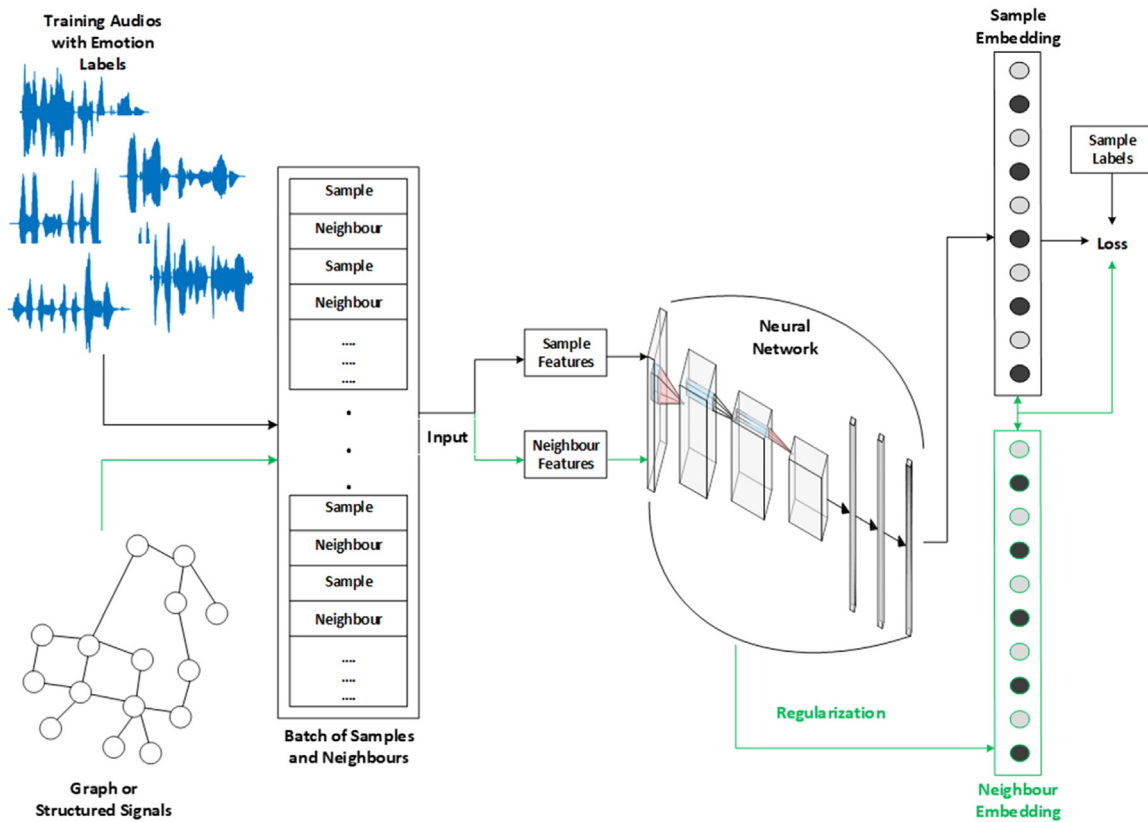 Training Audios
with Emotion
Labels
Sample
Neighbour
Sample
Neighbour
....
....
....
Sample
Neighbour
Sample
Neighbour
....
....
....
Batch of Samples
and Neighbours
Graph or
Structured Signals
Input
Sample
Features
Neighbour
Features
Neural
Network
Regularization
Sample
Embedding
Sample
Labels
Loss
Neighbour
Embedding